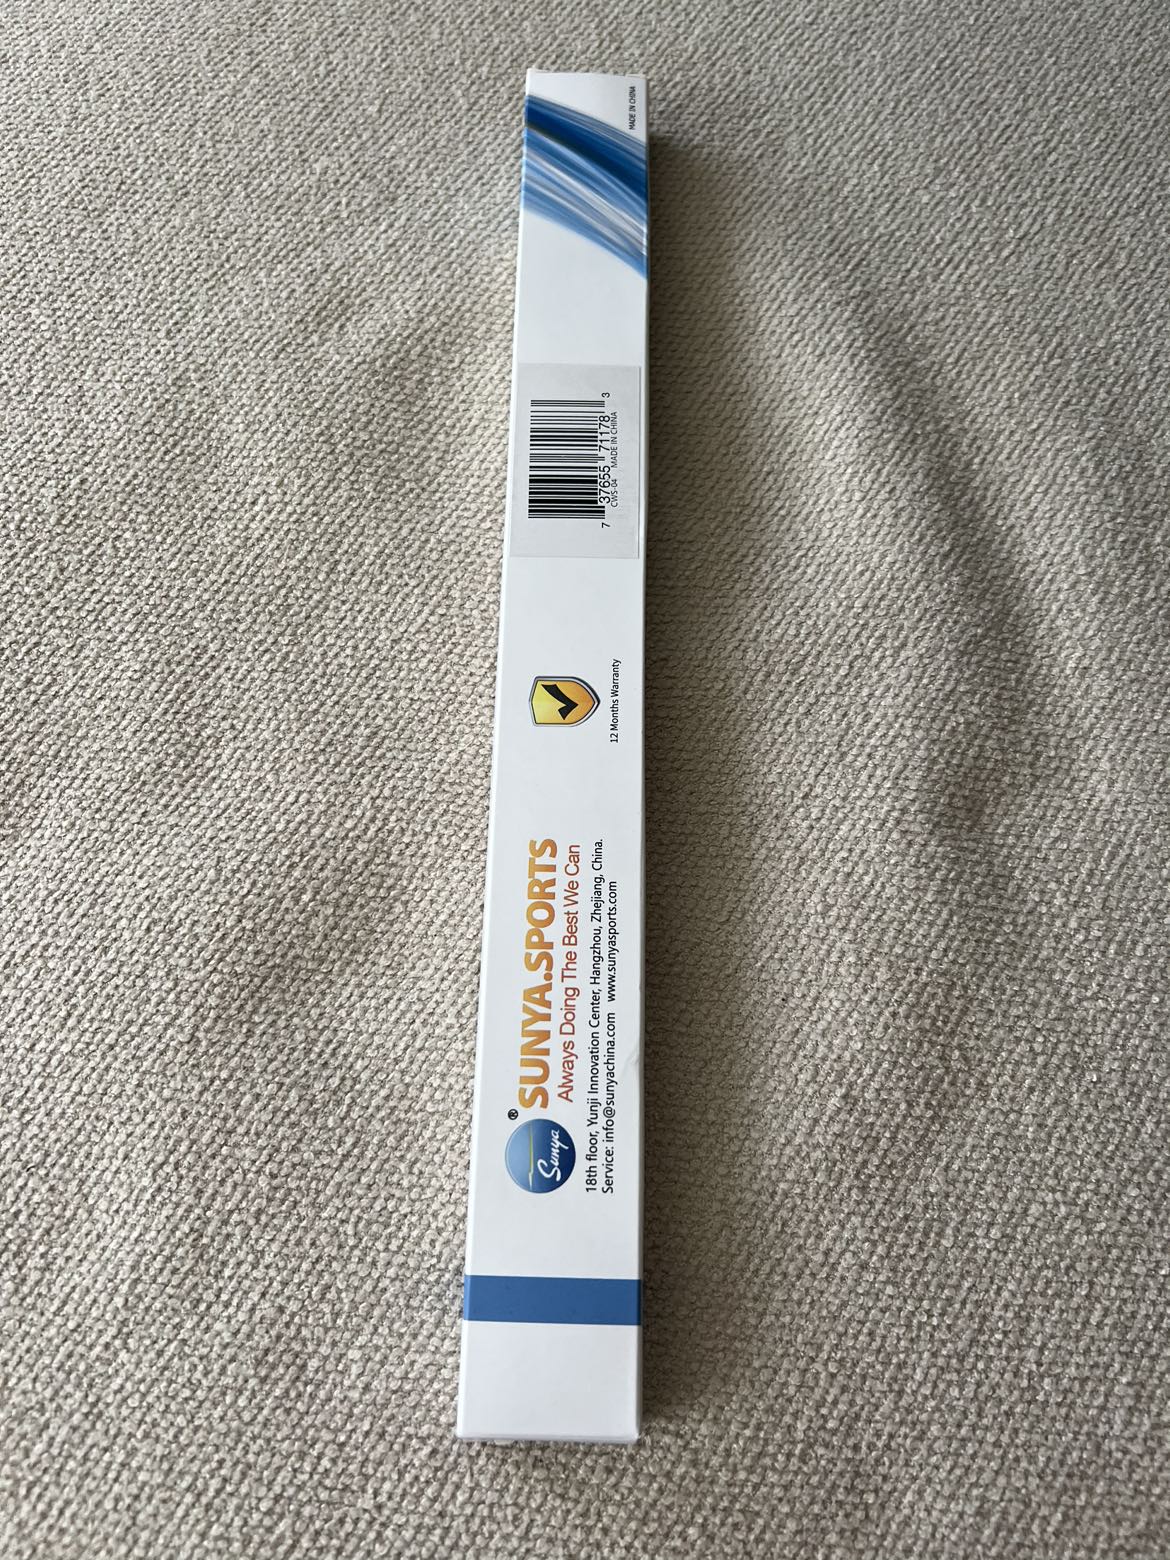 MADE IN CHINA
7 37655 71178 3
CWS-04 MADE IN CHINA
12 Months Warranty
Sunya ®
SUNYA.SPORTS
Always Doing The Best We Can
18th floor, Yunji Innovation Center, Hangzhou, Zhejiang, China.
Service: info@sunyachina.com www.sunyasports.com